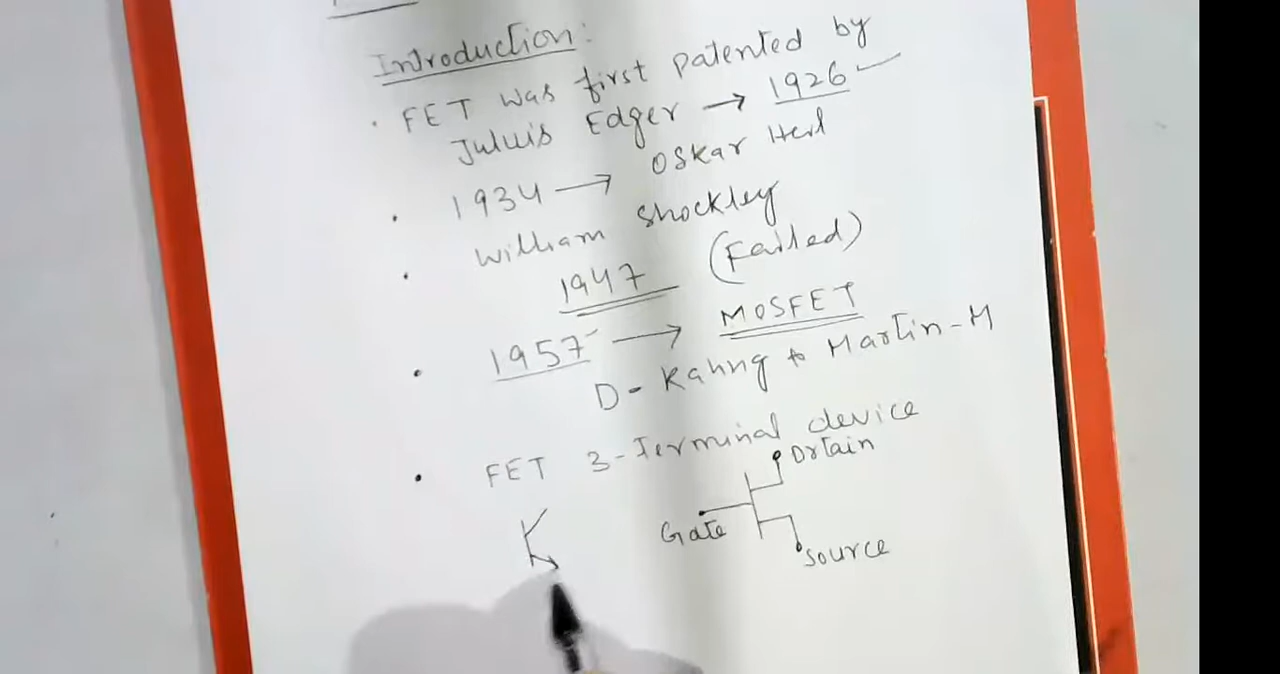 Introduction:
• FET was first patented by
Juluis Edger → 1926
• 1934 → Oskar Heil
• William Shockley
1947 (Failed)
• 1957 → MOSFET
D- Kahng & Martin-M
• FET 3-Terminal device
Drain
Gate
Source